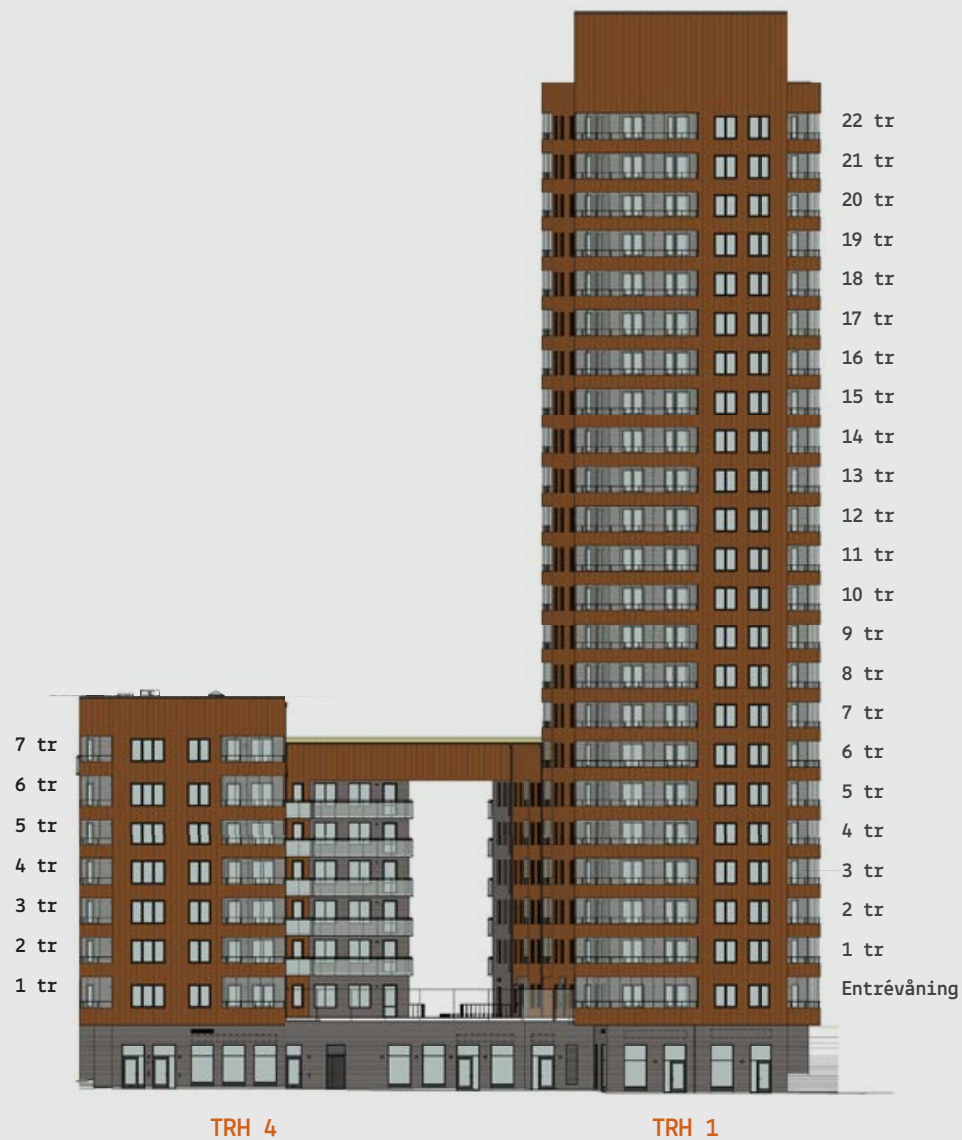 22 tr
21 tr
20 tr
19 tr
18 tr
17 tr
16 tr
15 tr
14 tr
13 tr
12 tr
11 tr
10 tr
9 tr
8 tr
7 tr
6 tr
5 tr
4 tr
3 tr
2 tr
1 tr
Entrévåning
7 tr
6 tr
5 tr
4 tr
3 tr
2 tr
1 tr
TRH 4
TRH 1